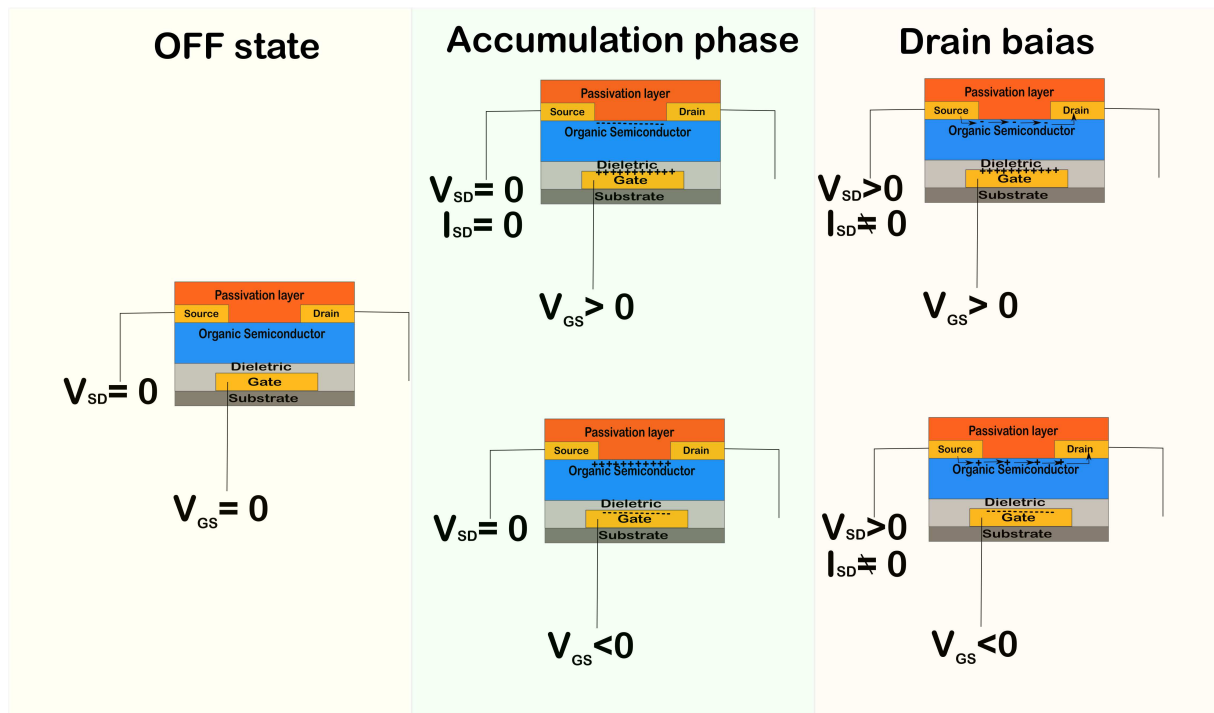 OFF state
Passivation layer
Source Drain
Organic Semiconductor
Dieletric
Gate
Substrate
VSD= 0
VGS= 0
Accumulation phase
Passivation layer
Source Drain
-----------
Organic Semiconductor
Dieletric
+++++++++++
Gate
Substrate
VSD= 0
ISD= 0
VGS> 0
Passivation layer
Source Drain
+++++++++++
Organic Semiconductor
Dieletric
-----------
Gate
Substrate
VSD= 0
VGS<0
Drain baias
Passivation layer
Source Drain
- - -
Organic Semiconductor
Dieletric
+++++++++++
Gate
Substrate
VSD>0
ISD≠ 0
VGS> 0
Passivation layer
Source Drain
+ + + +
Organic Semiconductor
Dieletric
-----------
Gate
Substrate
VSD>0
ISD≠ 0
VGS<0